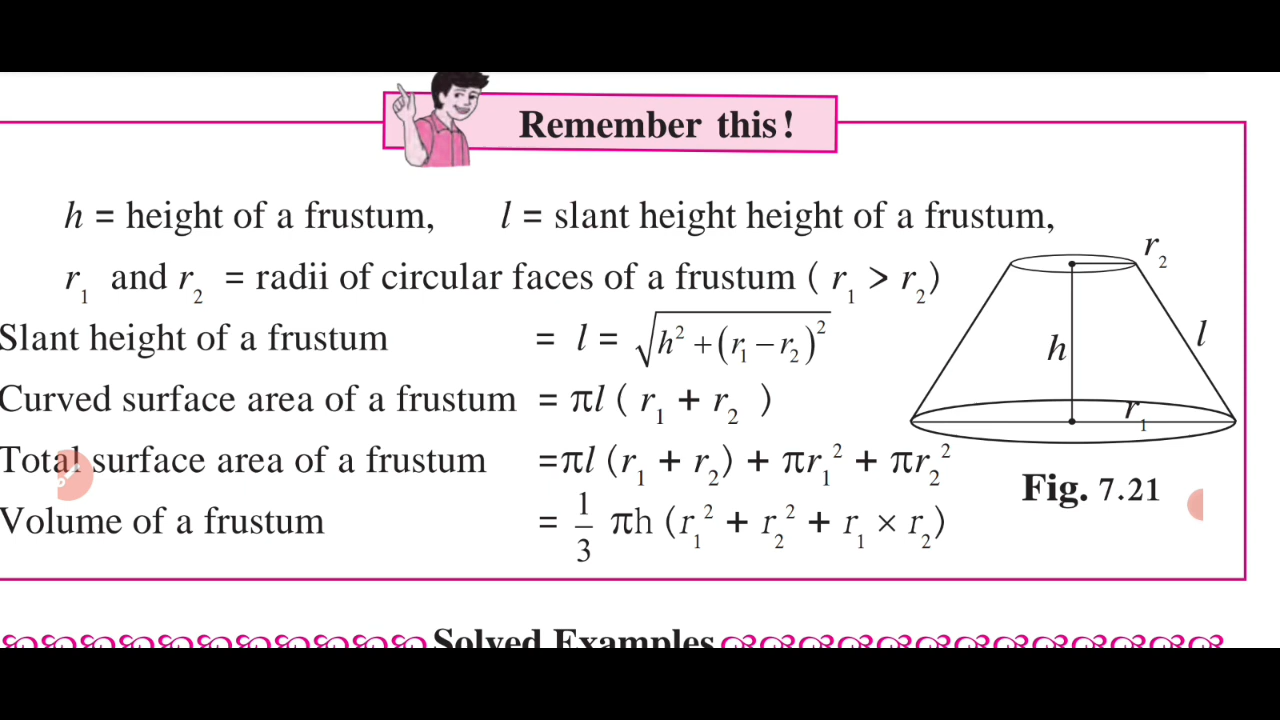 Remember this!
h = height of a frustum, l = slant height height of a frustum,
r₁ and r₂ = radii of circular faces of a frustum ( r₁ > r₂)
Slant height of a frustum = l = √(h² + (r₁ − r₂)²)
Curved surface area of a frustum = πl ( r₁ + r₂ )
Total surface area of a frustum =πl (r₁ + r₂) + πr₁² + πr₂²
Volume of a frustum = 1/3 πh (r₁² + r₂² + r₁ × r₂)
r₂
h
l
r₁
Fig. 7.21
Solved Examples